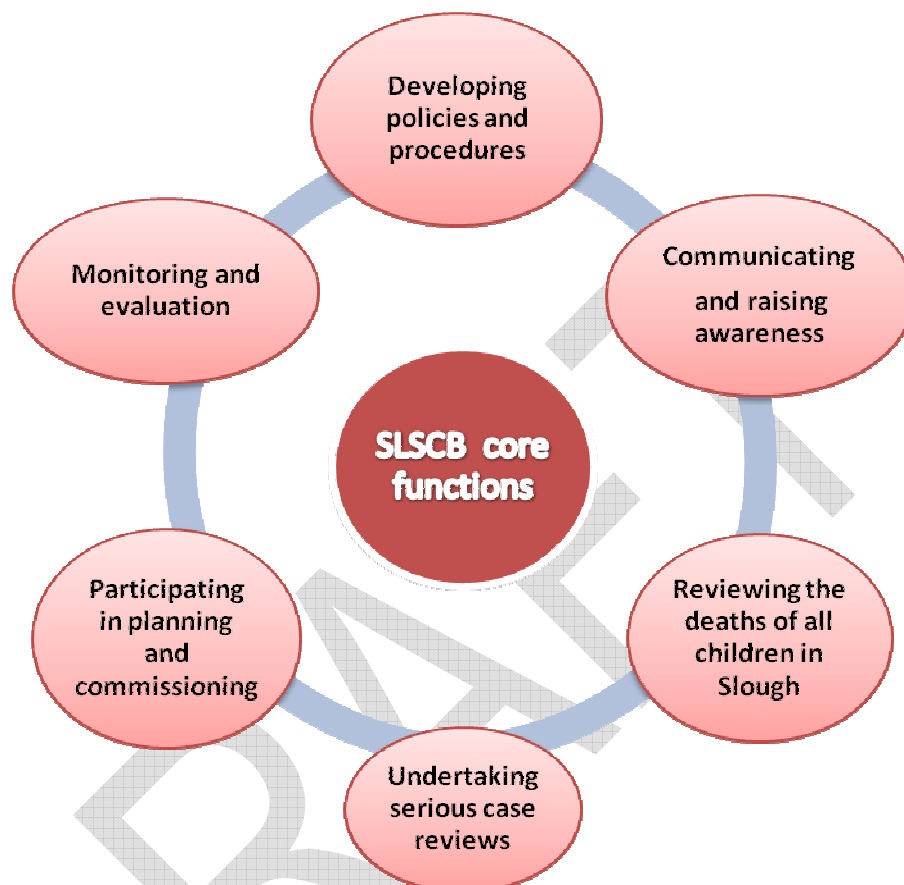 Developing
policies and
procedures
Communicating
and raising
awareness
Reviewing the
deaths of all
children in
Slough
Undertaking
serious case
reviews
Participating
in planning
and
commissioning
Monitoring and
evaluation
SLSCB core
functions
DRAFT